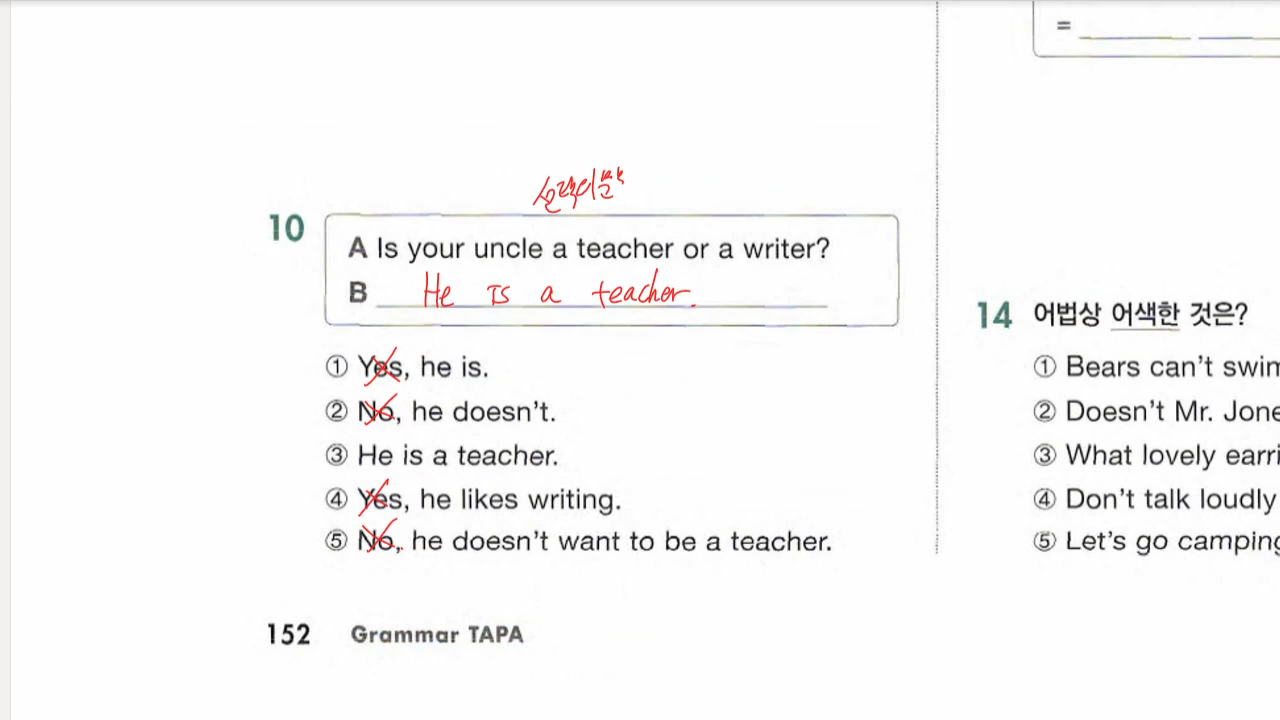 =
선택의문문
10
A Is your uncle a teacher or a writer?
B He is a teacher.
① Yes, he is.
② No, he doesn't.
③ He is a teacher.
④ Yes, he likes writing.
⑤ No, he doesn't want to be a teacher.
152 Grammar TAPA
14 어법상 어색한 것은?
① Bears can't swim
② Doesn't Mr. Jone
③ What lovely earri
④ Don't talk loudly
⑤ Let's go camping